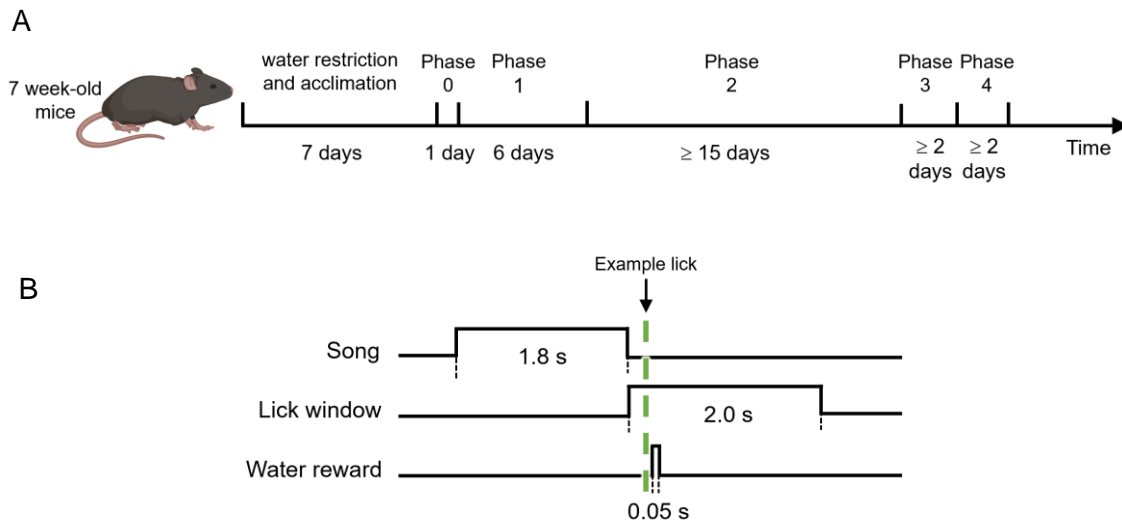 A
7 week-old
mice
water restriction
and acclimation
Phase
0
Phase
1
Phase
2
Phase
3
Phase
4
7 days
1 day
6 days
≥ 15 days
≥ 2
days
≥ 2
days
Time
B
Example lick
Song
1.8 s
Lick window
2.0 s
Water reward
0.05 s